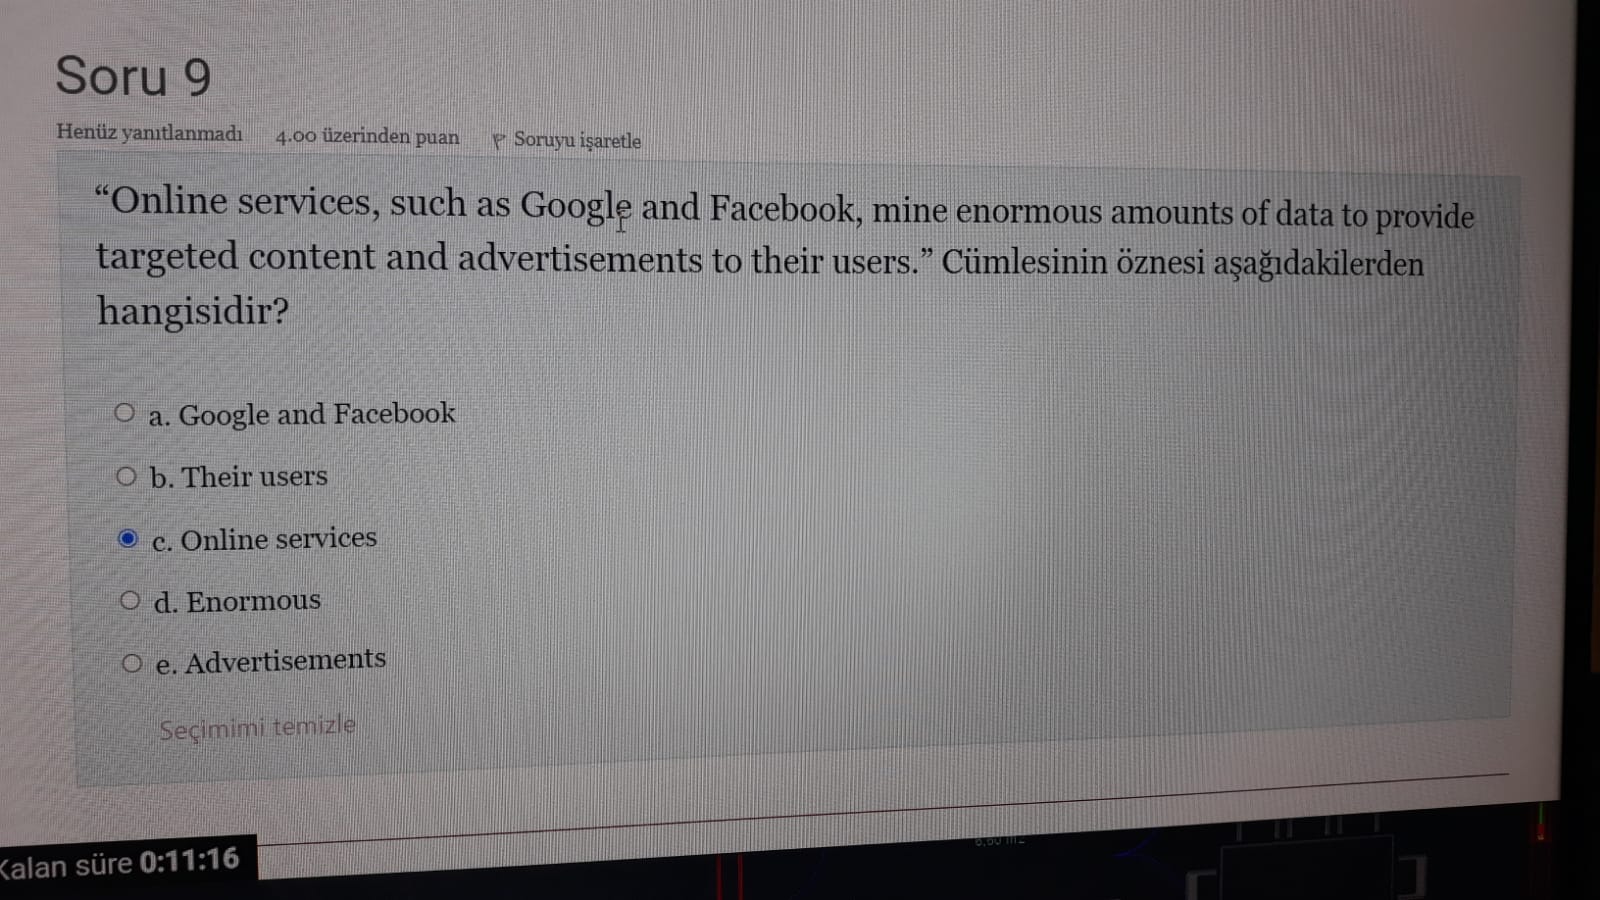 Soru 9
Henüz yanıtlanmadı 4.00 üzerinden puan Soruyu işaretle
“Online services, such as Google and Facebook, mine enormous amounts of data to provide
targeted content and advertisements to their users.” Cümlesinin öznesi aşağıdakilerden
hangisidir?
a. Google and Facebook
b. Their users
c. Online services
d. Enormous
e. Advertisements
Seçimimi temizle
Kalan süre 0:11:16